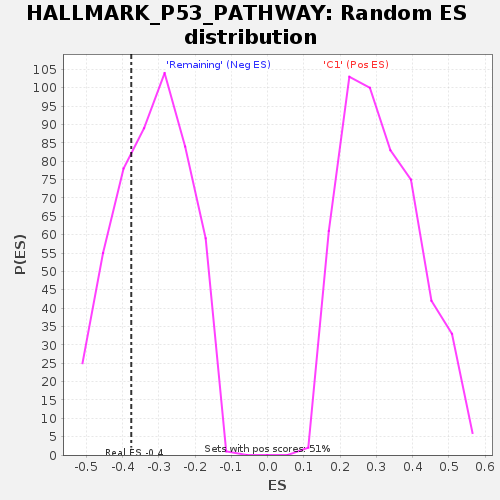 HALLMARK_P53_PATHWAY: Random ES
distribution
'Remaining' (Neg ES)
'C1' (Pos ES)
105
100
95
90
85
80
75
70
65
60
55
50
45
40
35
30
25
20
15
10
5
0
P(ES)
Real ES -0.4
Sets with pos scores: 51%
-0.5 -0.4 -0.3 -0.2 -0.1 0.0 0.1 0.2 0.3 0.4 0.5 0.6
ES